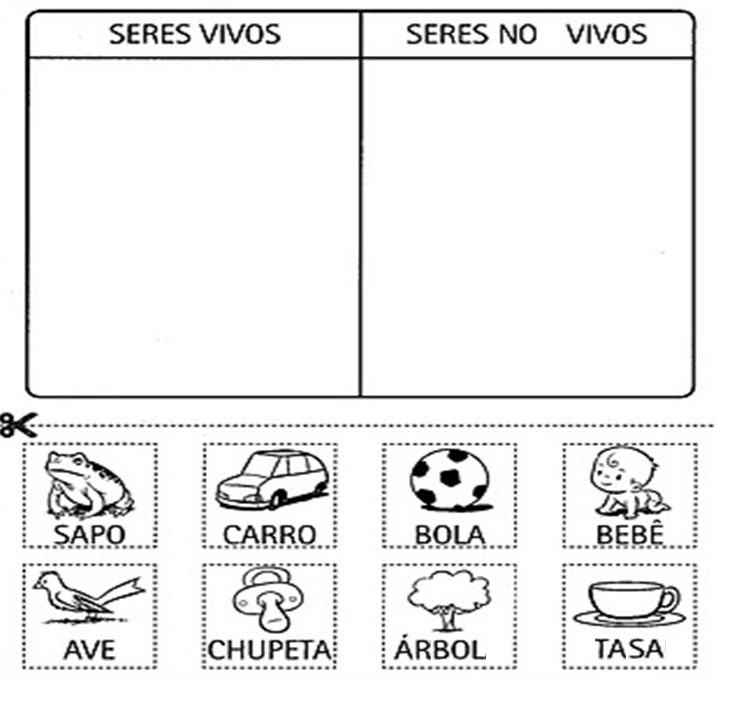 SERES VIVOS SERES NO VIVOS
SAPO CARRO BOLA BEBÊ
AVE CHUPETA ÁRBOL TASA